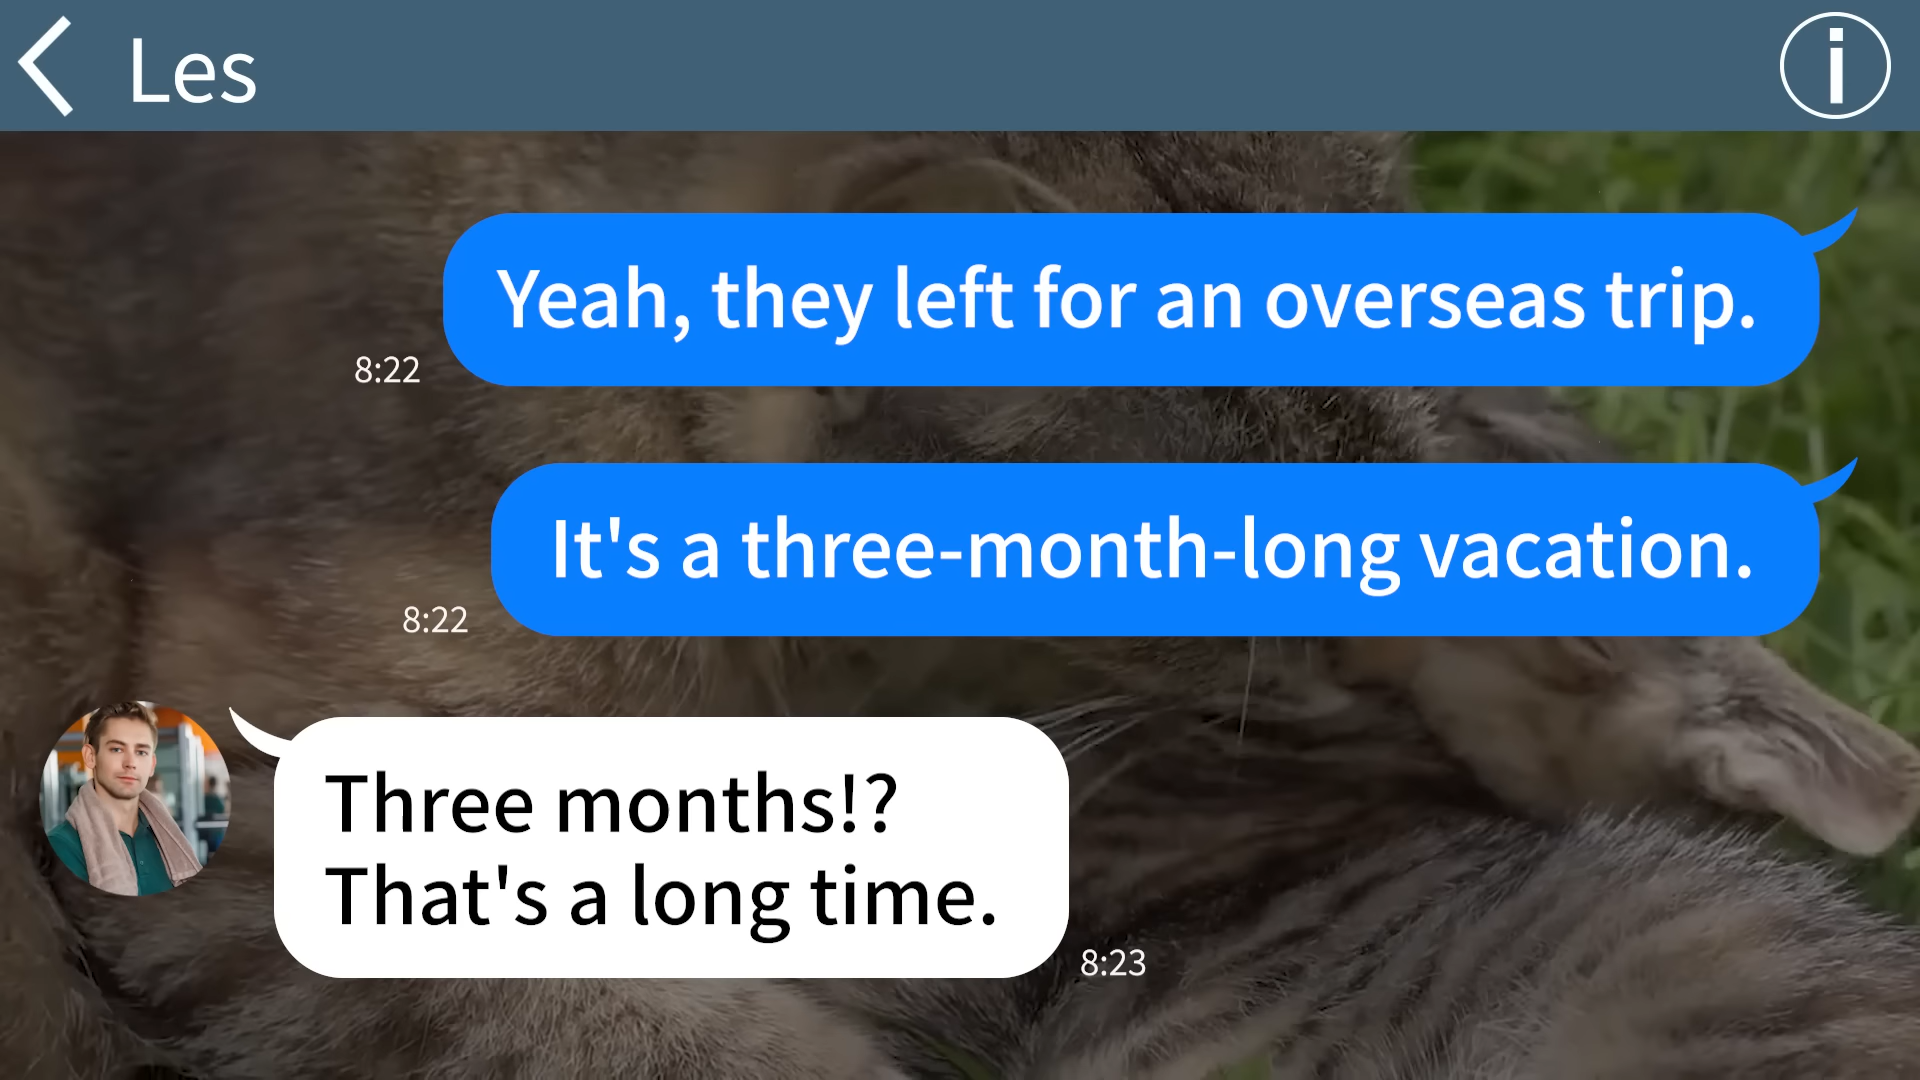 Les
Yeah, they left for an overseas trip.
8:22
It's a three-month-long vacation.
8:22
Three months!?
That's a long time.
8:23